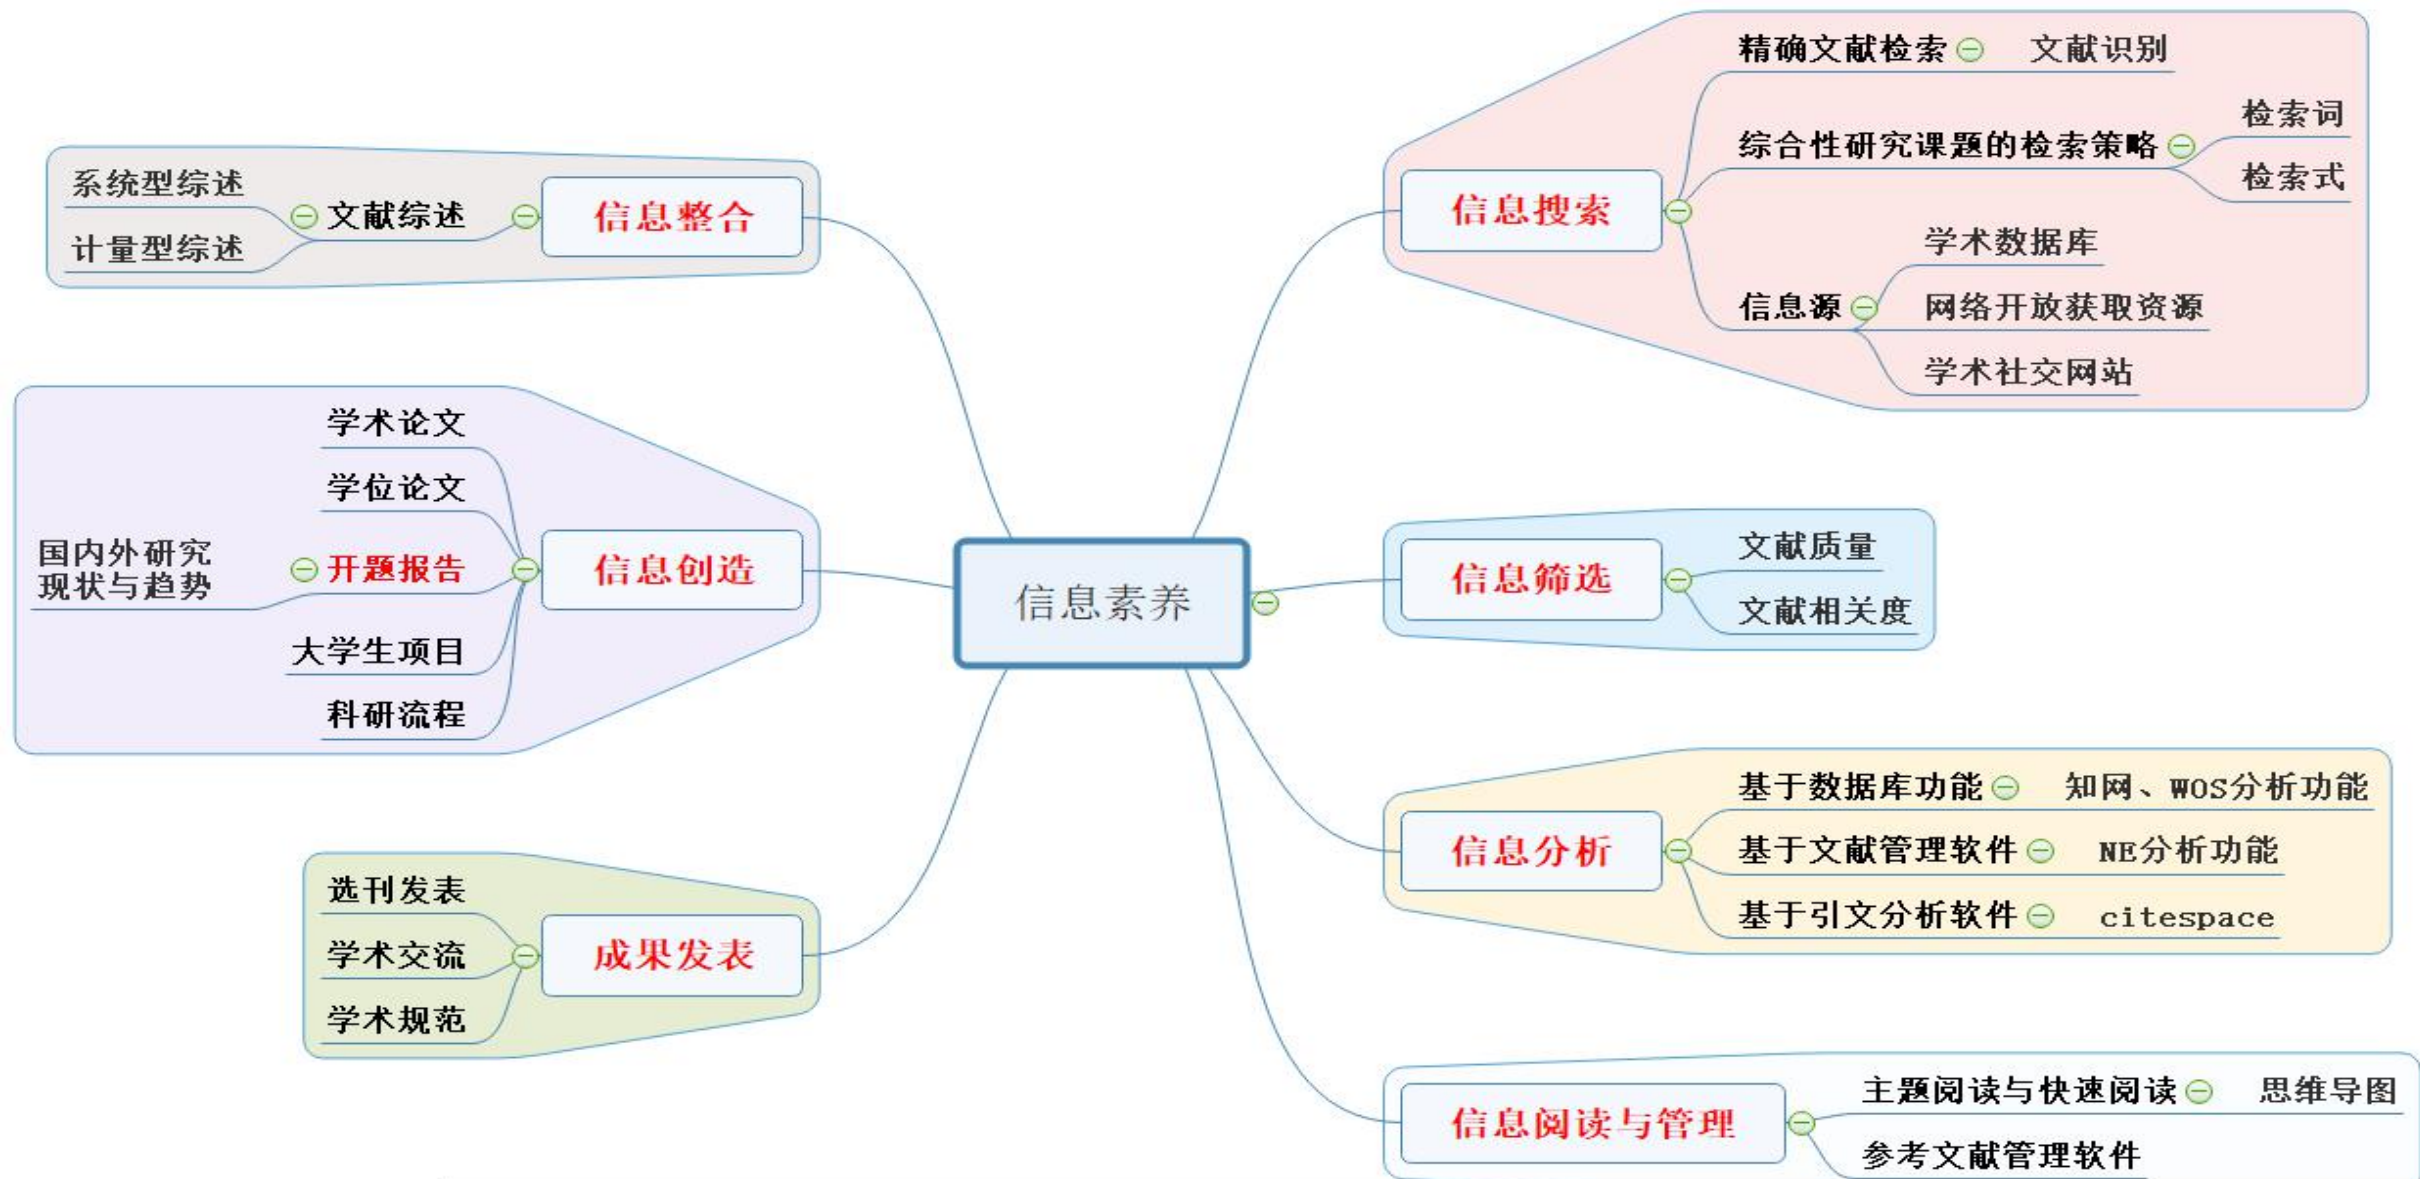 信息素养
信息搜索
精确文献检索
文献识别
综合性研究课题的检索策略
检索词
检索式
信息源
学术数据库
网络开放获取资源
学术社交网站
信息筛选
文献质量
文献相关度
信息分析
基于数据库功能
知网、WOS分析功能
基于文献管理软件
NE分析功能
基于引文分析软件
citespace
信息阅读与管理
主题阅读与快速阅读
思维导图
参考文献管理软件
信息整合
文献综述
系统型综述
计量型综述
信息创造
学术论文
学位论文
开题报告
国内外研究
现状与趋势
大学生项目
科研流程
成果发表
选刊发表
学术交流
学术规范